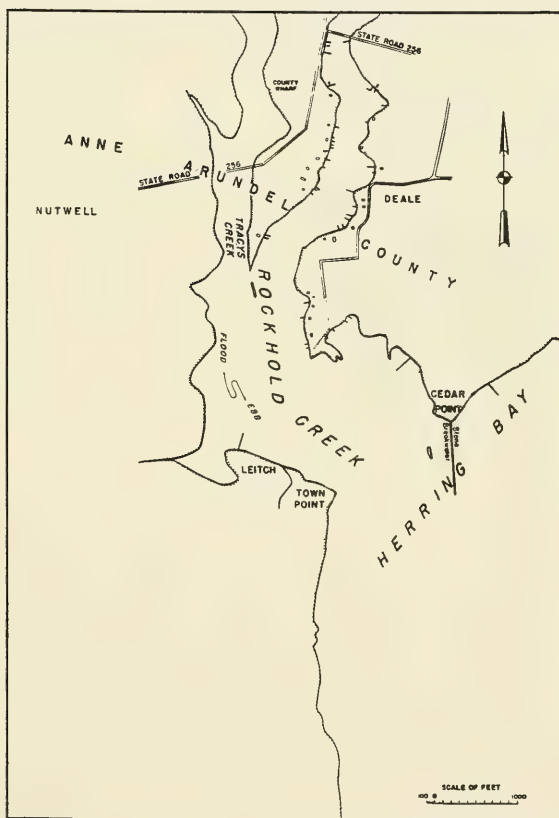 STATE ROAD 256
COUNTY
WHARF
ANNE
ARUNDEL
256
STATE ROAD
NUTWELL
DEALE
TRACYS
CREEK
COUNTY
ROCKHOLD
CREEK
FLOOD
EBB
CEDAR
POINT
Stone
Breakwater
HERRING BAY
LEITCH
TOWN
POINT
SCALE OF FEET
100 0 1000